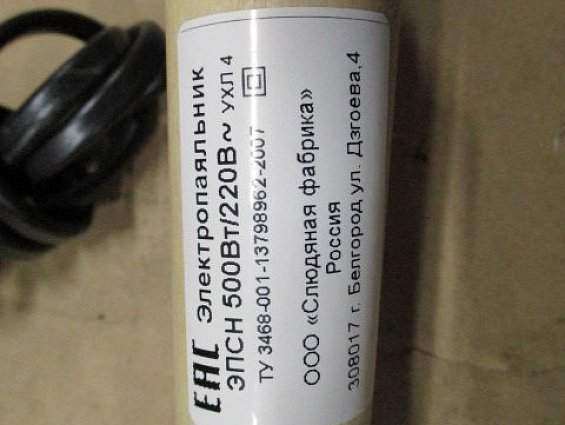 EAC Электропаяльник
ЭПСН 500Вт/220В~ УХЛ 4
ТУ 3468-001-13798962-2007
ООО «Слюдяная фабрика»
Россия
308017 г. Белгород ул. Дзгоева,4